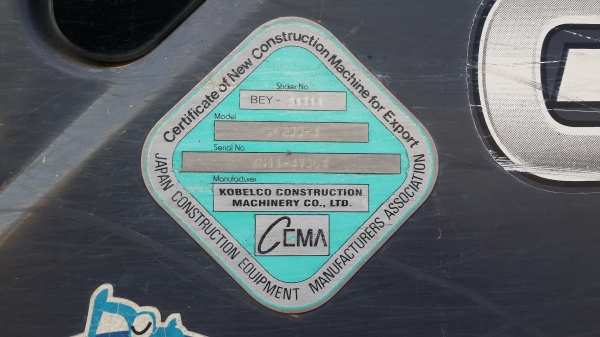 Certificate of New Construction Machine for Export
Sticker No.
BEY-
Model
Serial No
Manufacturer
KOBELCO CONSTRUCTION
MACHINERY CO., LTD.
CEMA
JAPAN CONSTRUCTION EQUIPMENT MANUFACTURERS ASSOCIATION